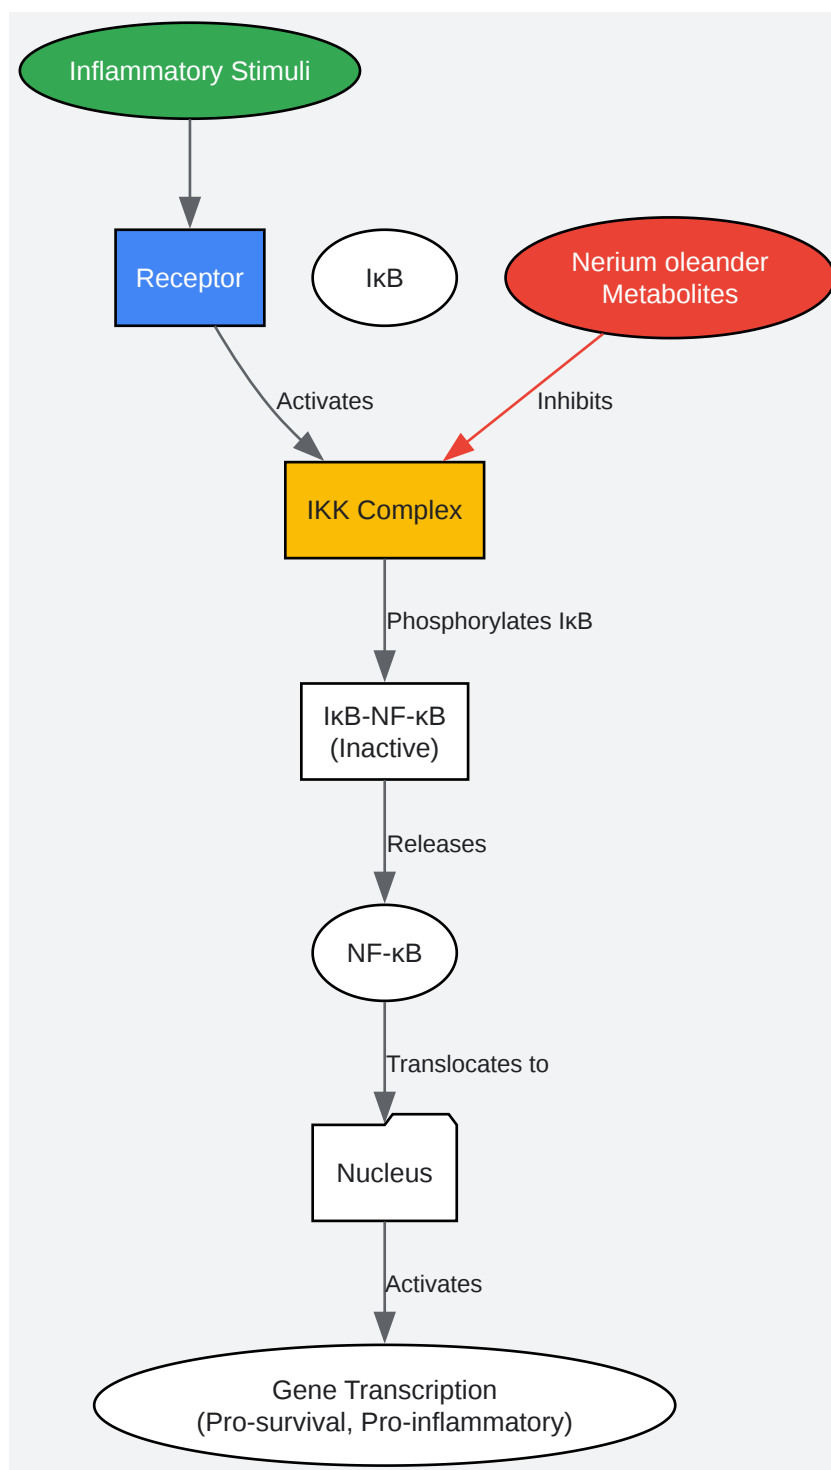 Inflammatory Stimuli
Receptor
IκB
Nerium oleander
Metabolites
Activates
Inhibits
IKK Complex
Phosphorylates IκB
IκB-NF-κB
(Inactive)
Releases
NF-κB
Translocates to
Nucleus
Activates
Gene Transcription
(Pro-survival, Pro-inflammatory)